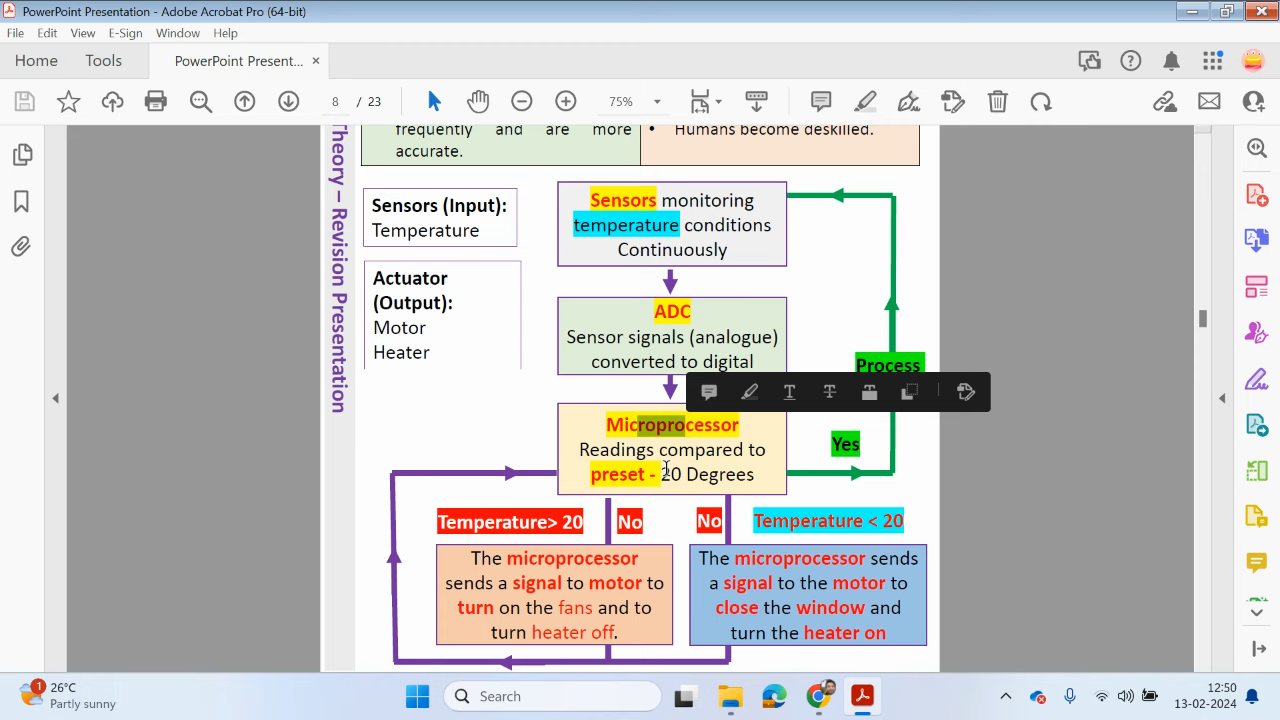 PowerPoint Presentation - Adobe Acrobat Pro (64-bit)
File Edit View E-Sign Window Help
Home Tools PowerPoint Present... ×
8 / 23 75%
frequently and are more
accurate.
• Humans become deskilled.
Theory – Revision Presentation
Sensors (Input):
Temperature
Actuator
(Output):
Motor
Heater
Sensors monitoring
temperature conditions
Continuously
ADC
Sensor signals (analogue)
converted to digital
Process
Microprocessor
Readings compared to
preset - 20 Degrees
Yes
Temperature> 20 No
No Temperature < 20
The microprocessor
sends a signal to motor to
turn on the fans and to
turn heater off.
The microprocessor sends
a signal to the motor to
close the window and
turn the heater on
1
26°C
Partly sunny
Search
12:50
13-02-2024